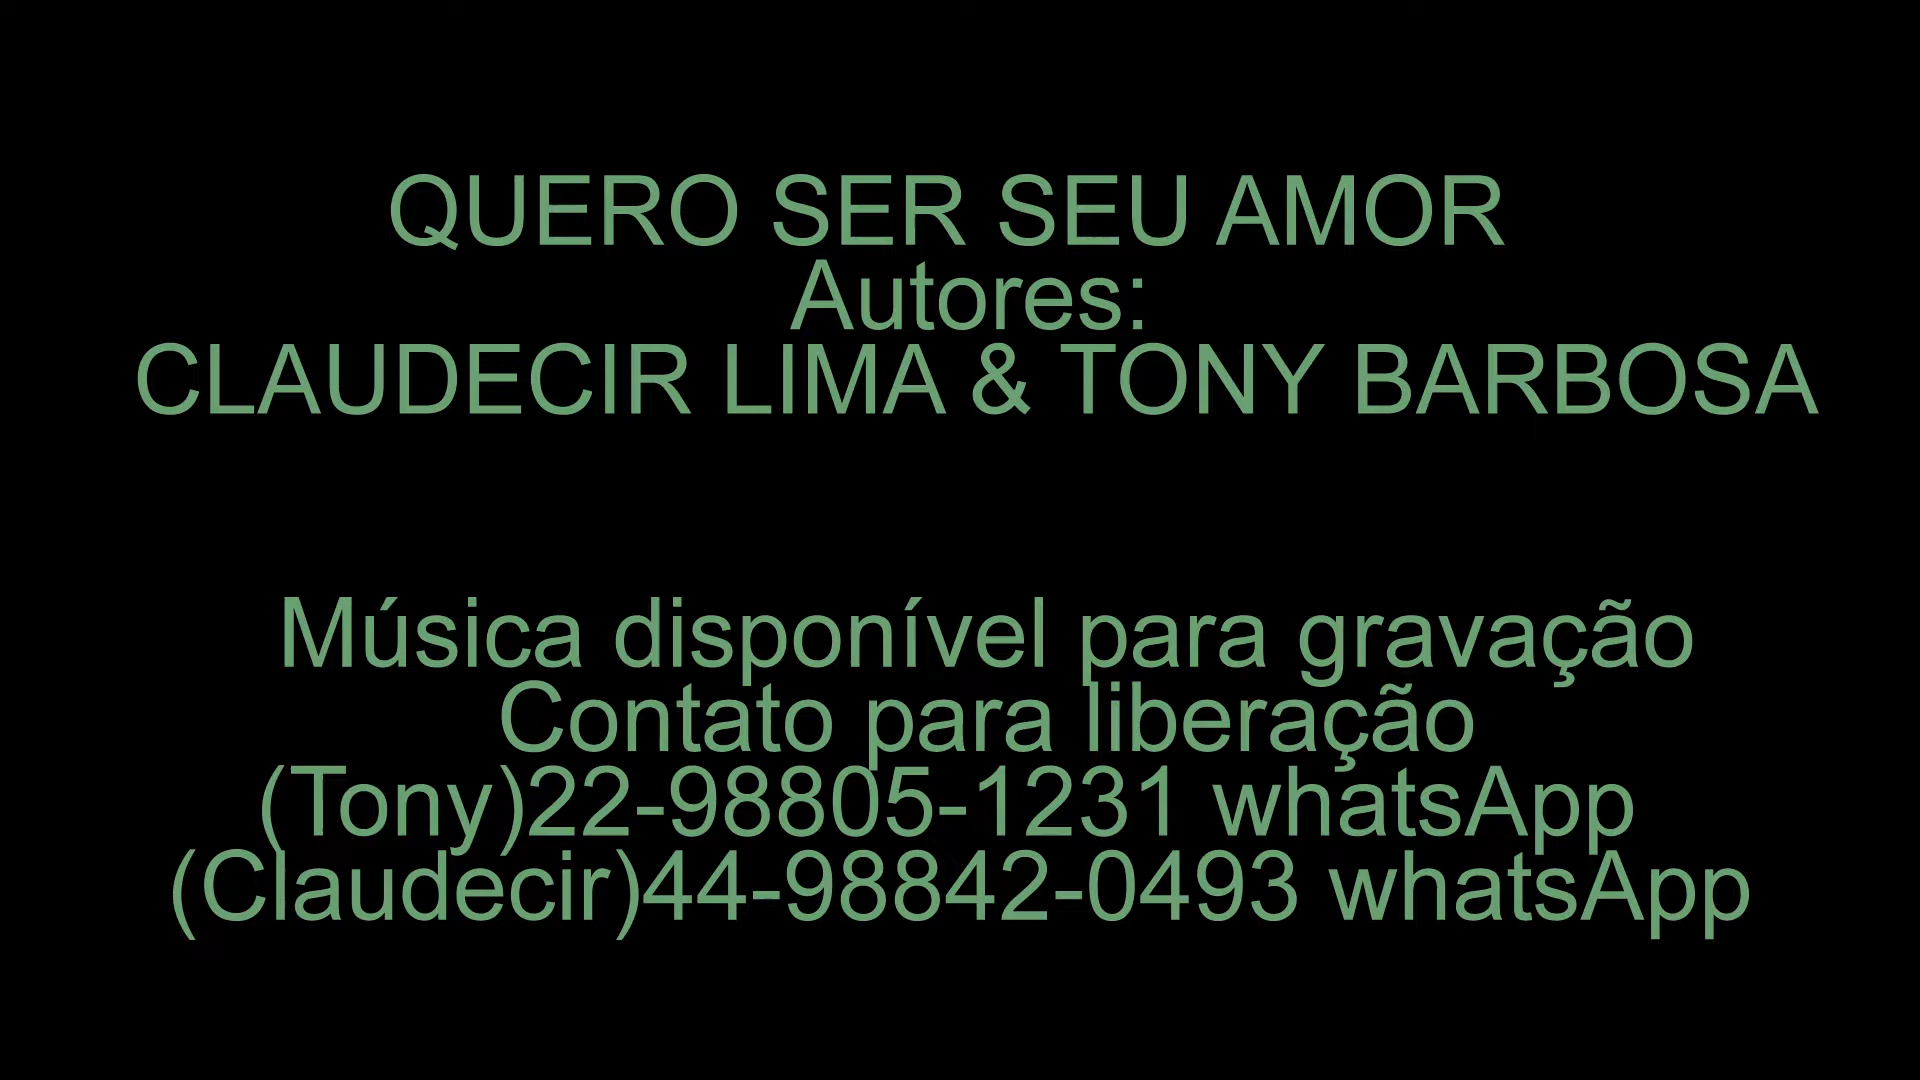 QUERO SER SEU AMOR
Autores:
CLAUDECIR LIMA & TONY BARBOSA
Música disponível para gravação
Contato para liberação
(Tony)22-98805-1231 whatsApp
(Claudecir)44-98842-0493 whatsApp